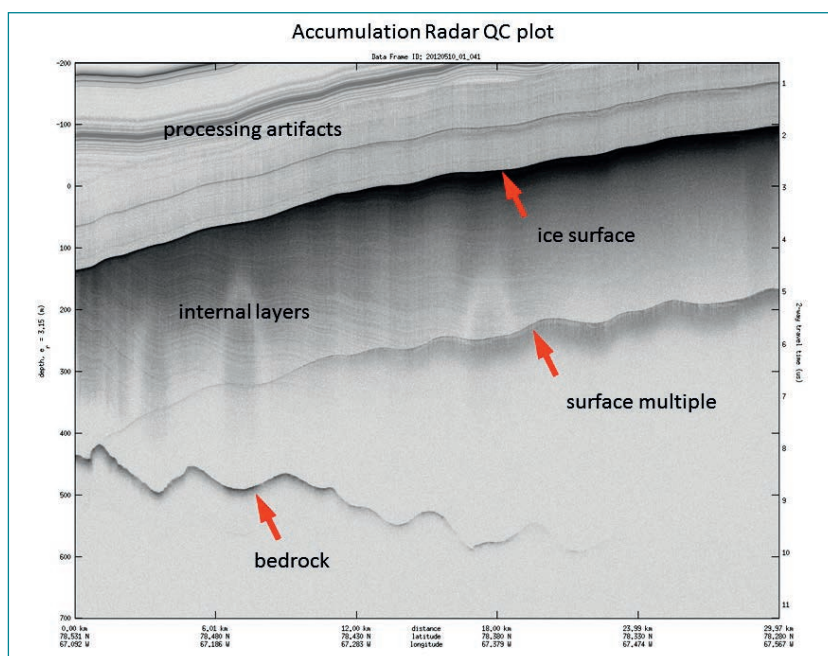 Accumulation Radar QC plot
Data Frame ID: 20120510_01_041
-200
-100
0
100
200
300
400
500
600
700
depth, e_r = 3.15 (m)
processing artifacts
ice surface
internal layers
surface multiple
bedrock
1
2
3
4
5
6
7
8
9
10
11
2-way travel time (us)
0.00 km 6.01 km 12.00 km distance 18.00 km 23.99 km 29.97 km
78.531 N 78.480 N 78.430 N latitude 78.380 N 78.330 N 78.280 N
67.092 W 67.186 W 67.283 W longitude 67.379 W 67.474 W 67.567 W